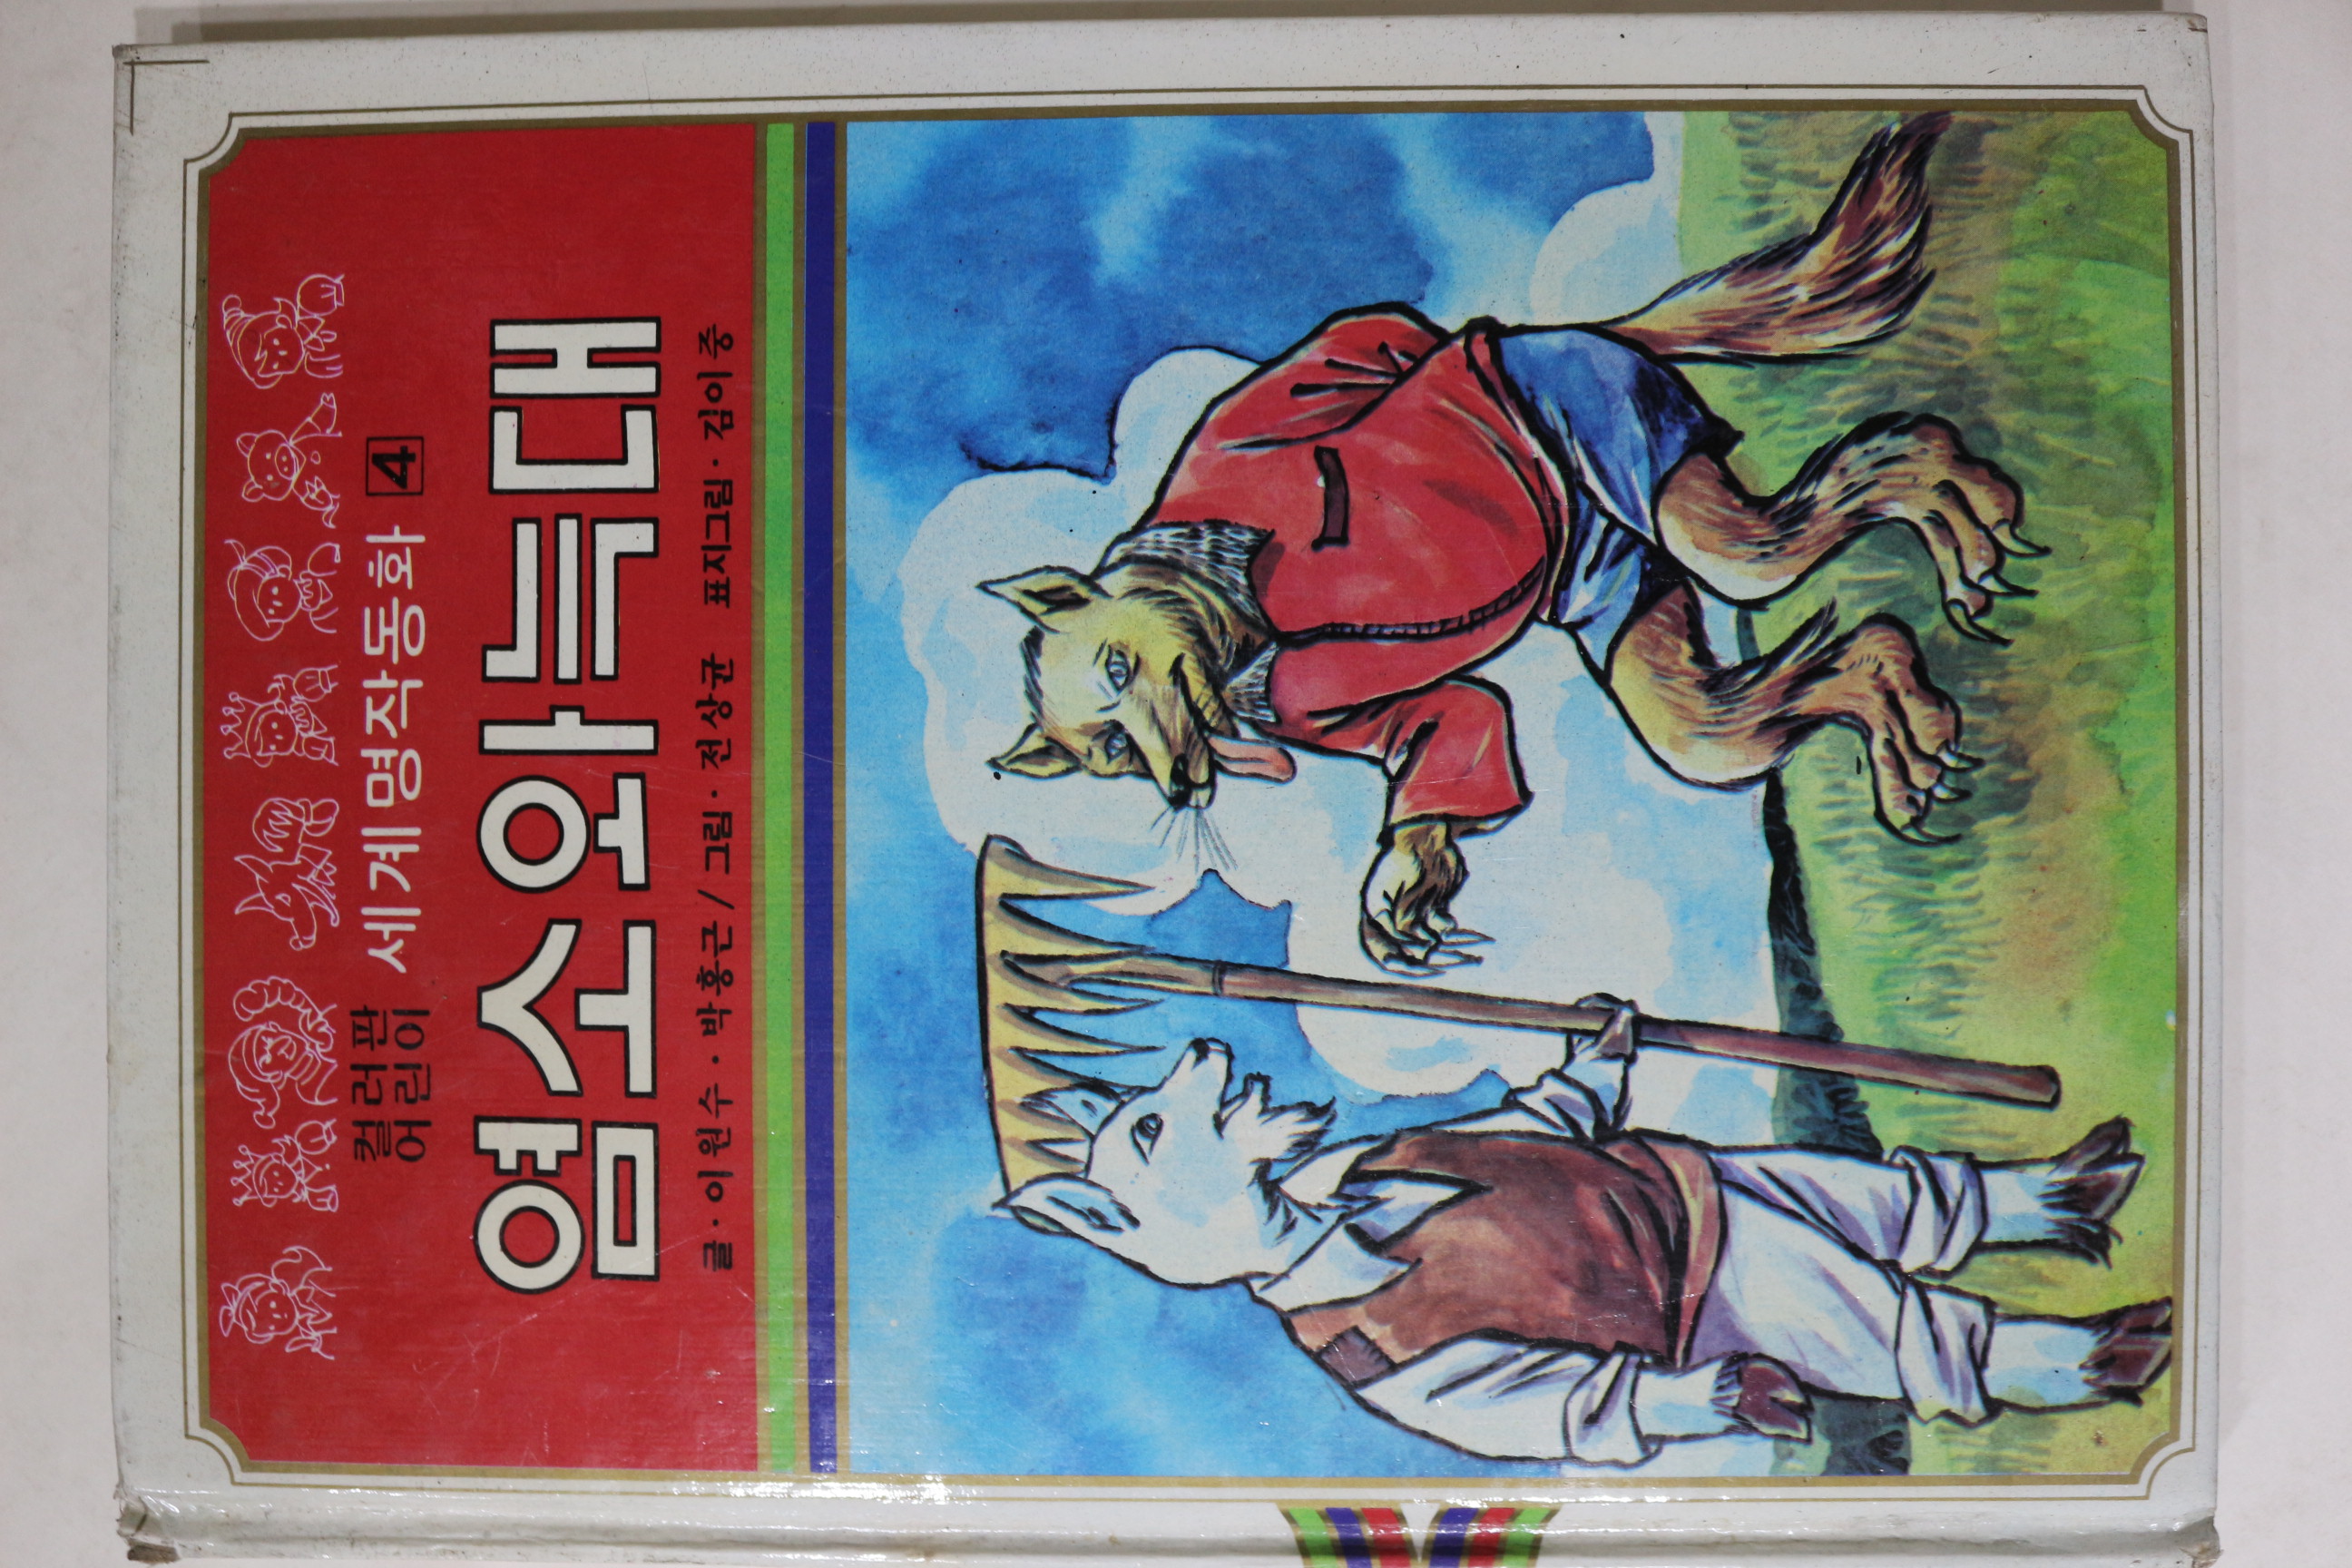 컬러판
어린이
세계명작동화 4
염소와늑대
글·이원수·박홍근/그림·전상균 표지그림·김이중